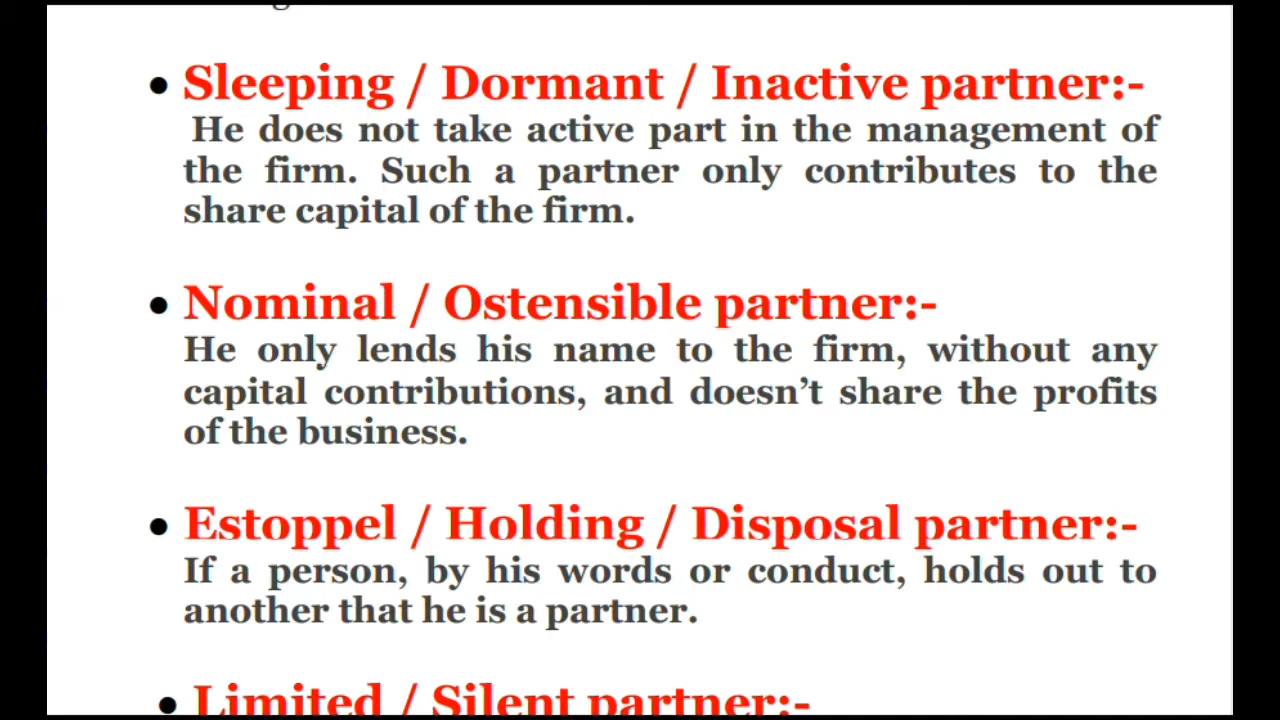 • Sleeping / Dormant / Inactive partner:-
He does not take active part in the management of
the firm. Such a partner only contributes to the
share capital of the firm.
• Nominal / Ostensible partner:-
He only lends his name to the firm, without any
capital contributions, and doesn’t share the profits
of the business.
• Estoppel / Holding / Disposal partner:-
If a person, by his words or conduct, holds out to
another that he is a partner.
• Limited / Silent partner:-